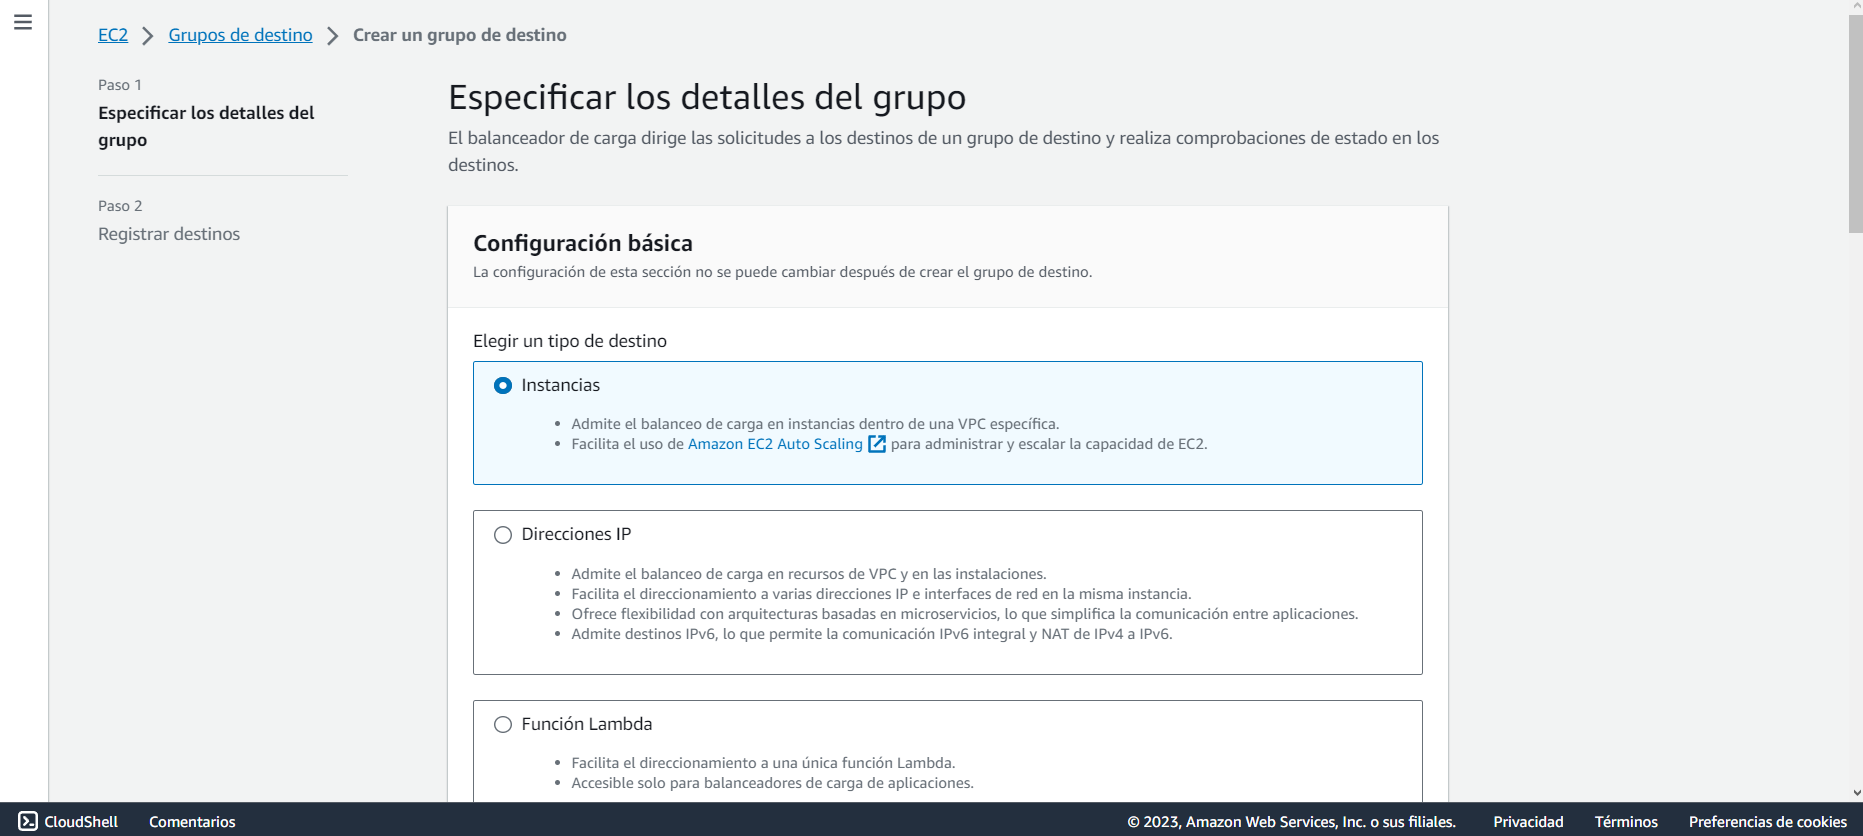 EC2 > Grupos de destino > Crear un grupo de destino
Paso 1
Especificar los detalles del
grupo
Paso 2
Registrar destinos
Especificar los detalles del grupo
El balanceador de carga dirige las solicitudes a los destinos de un grupo de destino y realiza comprobaciones de estado en los
destinos.
Configuración básica
La configuración de esta sección no se puede cambiar después de crear el grupo de destino.
Elegir un tipo de destino
Instancias
• Admite el balanceo de carga en instancias dentro de una VPC específica.
• Facilita el uso de Amazon EC2 Auto Scaling para administrar y escalar la capacidad de EC2.
Direcciones IP
• Admite el balanceo de carga en recursos de VPC y en las instalaciones.
• Facilita el direccionamiento a varias direcciones IP e interfaces de red en la misma instancia.
• Ofrece flexibilidad con arquitecturas basadas en microservicios, lo que simplifica la comunicación entre aplicaciones.
• Admite destinos IPv6, lo que permite la comunicación IPv6 integral y NAT de IPv4 a IPv6.
Función Lambda
• Facilita el direccionamiento a una única función Lambda.
• Accesible solo para balanceadores de carga de aplicaciones.
CloudShell Comentarios © 2023, Amazon Web Services, Inc. o sus filiales. Privacidad Términos Preferencias de cookies